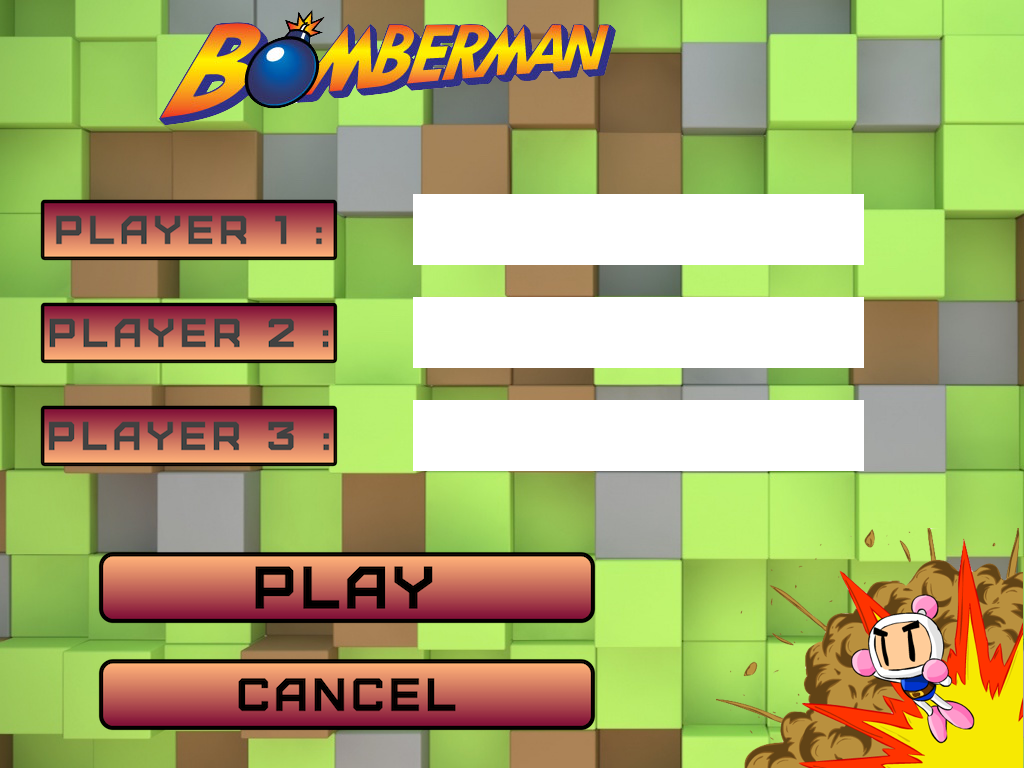 BOMBERMAN
PLAYER 1 :
PLAYER 2 :
PLAYER 3 :
PLAY
CANCEL